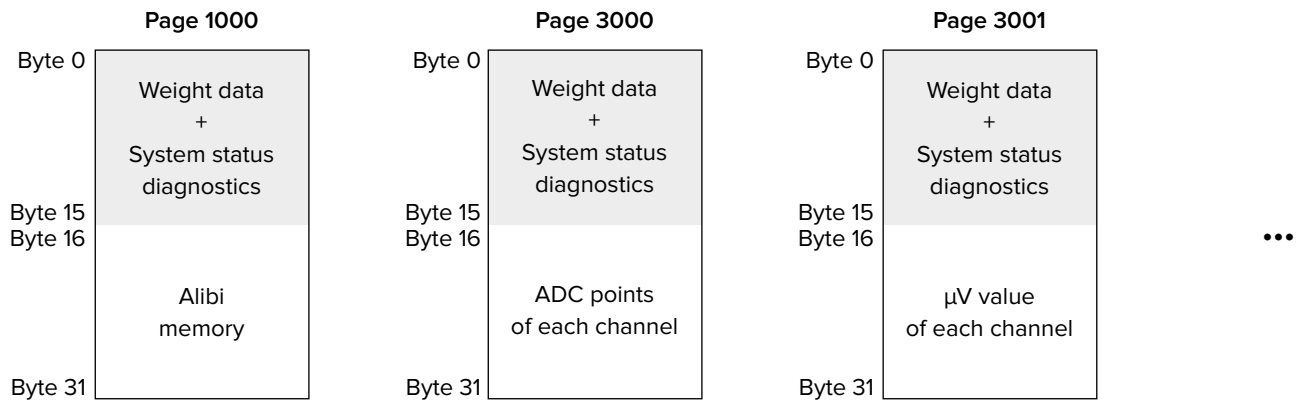 Page 1000
Byte 0
Weight data
+
System status
diagnostics
Byte 15
Byte 16
Alibi
memory
Byte 31
Page 3000
Byte 0
Weight data
+
System status
diagnostics
Byte 15
Byte 16
ADC points
of each channel
Byte 31
Page 3001
Byte 0
Weight data
+
System status
diagnostics
Byte 15
Byte 16
µV value
of each channel
Byte 31
•••